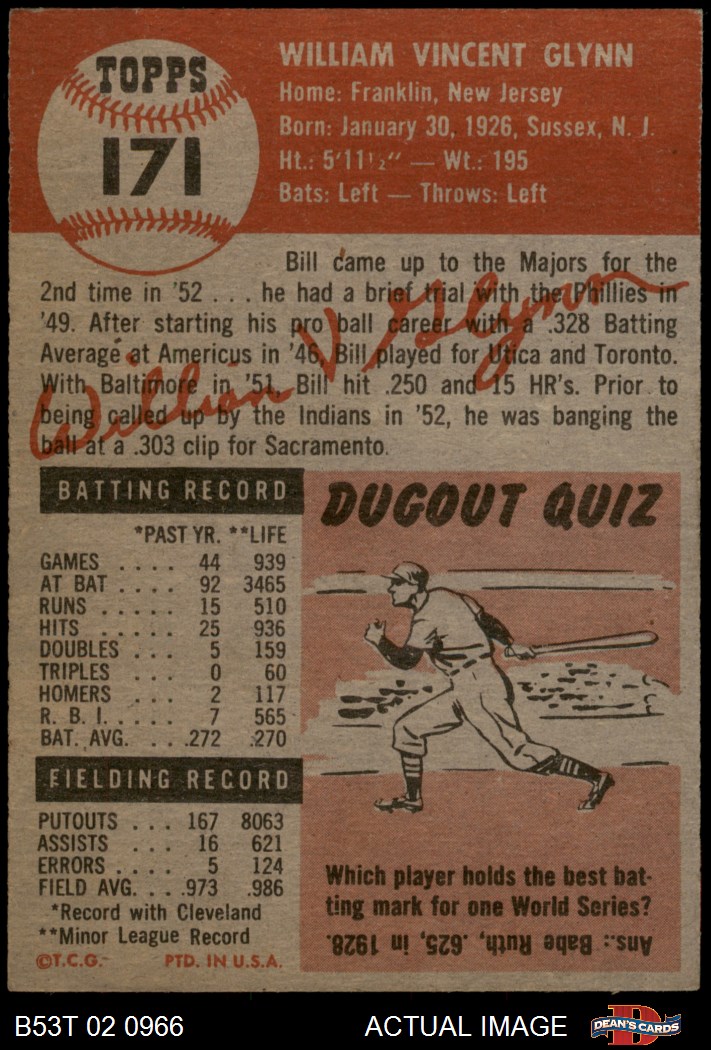 TOPPS
171
WILLIAM VINCENT GLYNN
Home: Franklin, New Jersey
Born: January 30, 1926, Sussex, N. J.
Ht.: 5'11½" — Wt.: 195
Bats: Left — Throws: Left
Bill came up to the Majors for the
2nd time in '52 . . . he had a brief trial with the Phillies in
'49. After starting his pro ball career with a .328 Batting
Average at Americus in '46, Bill played for Utica and Toronto.
With Baltimore in '51, Bill hit .250 and 15 HR's. Prior to
being called up by the Indians in '52, he was banging the
ball at a .303 clip for Sacramento.
William V Glynn
BATTING RECORD
*PAST YR. **LIFE
GAMES . . . . 44 939
AT BAT . . . . 92 3465
RUNS . . . . . 15 510
HITS . . . . . 25 936
DOUBLES . . . 5 159
TRIPLES . . . 0 60
HOMERS . . . 2 117
R. B. I. . . . . . 7 565
BAT. AVG. . . . .272 .270
FIELDING RECORD
PUTOUTS . . . 167 8063
ASSISTS . . . 16 621
ERRORS . . . . 5 124
FIELD AVG. . . .973 .986
*Record with Cleveland
**Minor League Record
©T.C.G. PTD. IN U.S.A.
DUGOUT QUIZ
Which player holds the best bat-
ting mark for one World Series?
Ans.: Babe Ruth, .625, in 1928.
B53T 02 0966
ACTUAL IMAGE
D
DEAN'S CARDS